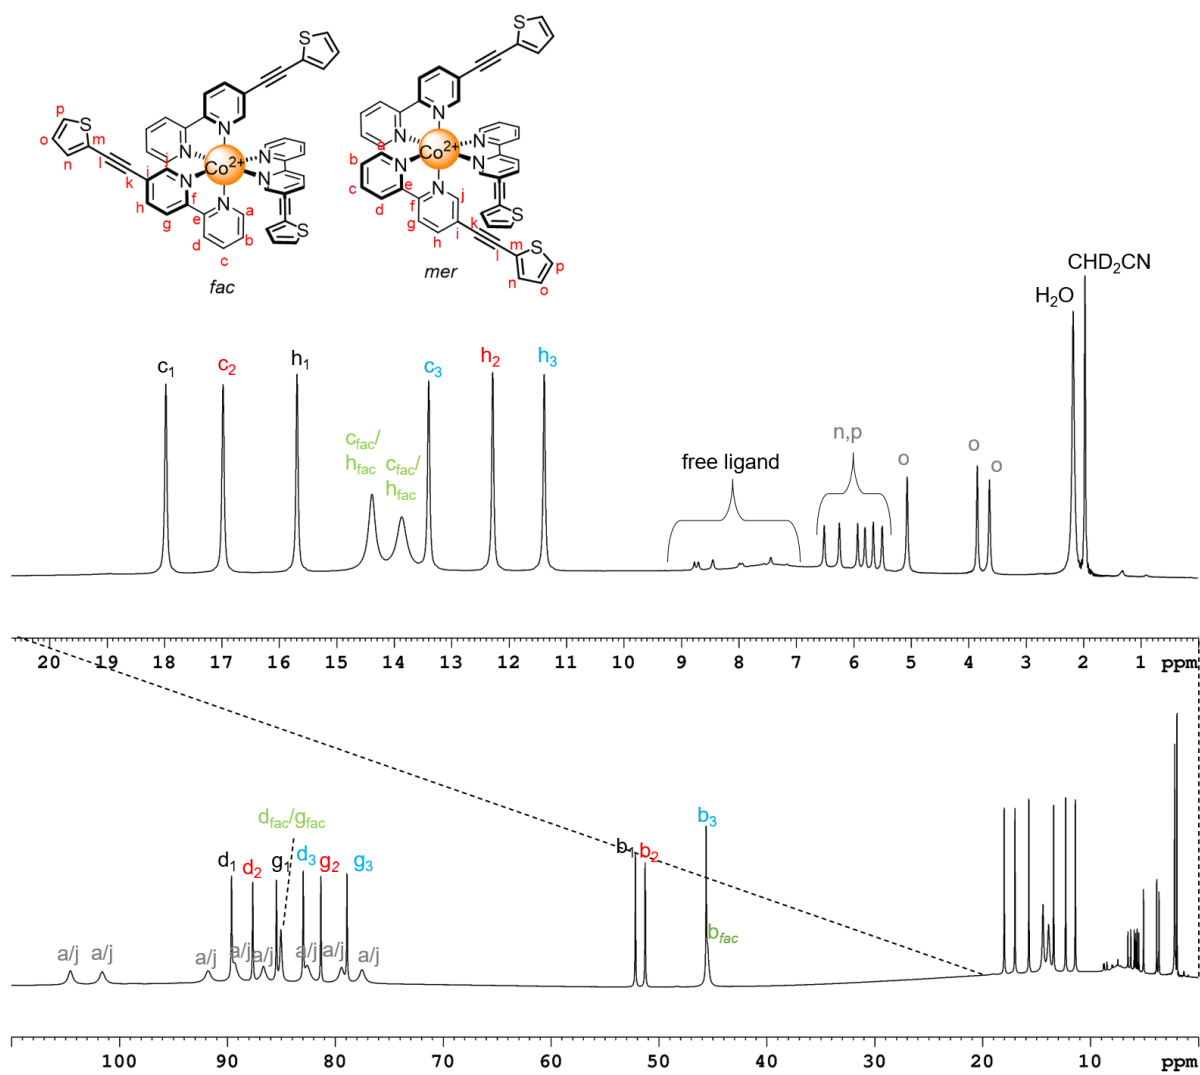 S
S
p
S
o
m
n
l
k
i
j
h
g
f
e
d
c
b
a
N
N
N
N
N
N
Co2+
S
fac
S
a
b
c
d
e
f
g
h
i
j
k
l
m
n
o
p
N
N
N
N
N
N
Co2+
S
S
mer
CHD2CN
H2O
c1
c2
h1
cfac/
hfac
cfac/
hfac
c3
h2
h3
free ligand
n,p
o
o
o
20 19 18 17 16 15 14 13 12 11 10 9 8 7 6 5 4 3 2 1 ppm
dfac/gfac
b3
b1
b2
bfac
d1
d2
g1
d3
g2
g3
a/j
a/j
a/j
a/j
a/j
a/j
a/j
a/j
100 90 80 70 60 50 40 30 20 10 ppm